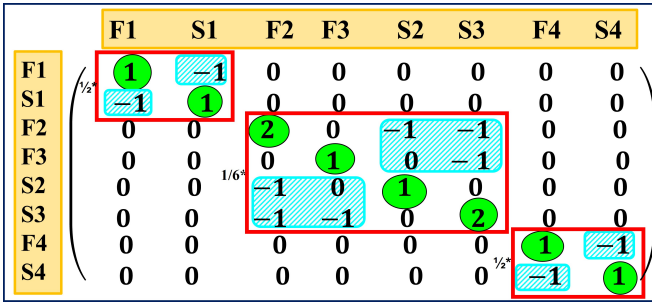 F1 S1 F2 F3 S2 S3 F4 S4
F1 1 −1 0 0 0 0 0 0
½*
S1 −1 1 0 0 0 0 0 0
F2 0 0 2 0 −1 −1 0 0
F3 0 0 0 1 0 −1 0 0
1/6*
S2 0 0 −1 0 1 0 0 0
S3 0 0 −1 −1 0 2 0 0
F4 0 0 0 0 0 0 1 −1
½*
S4 0 0 0 0 0 0 −1 1